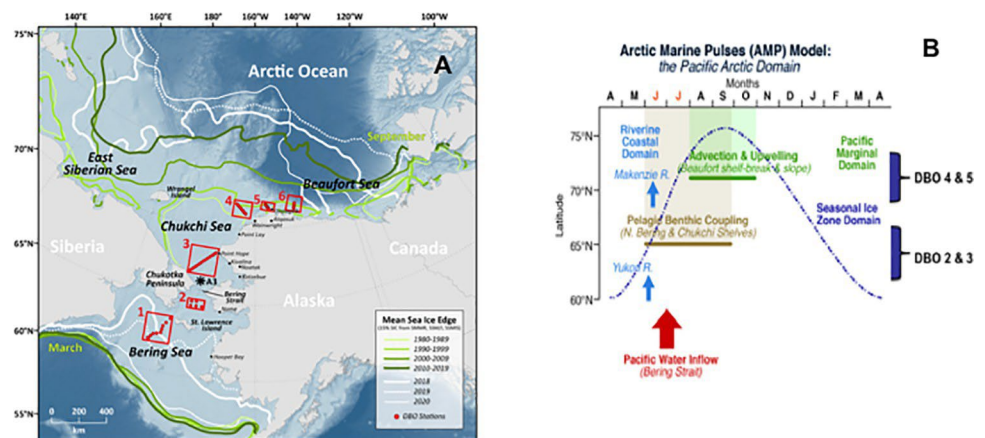 140°E 160°E 180° 160°W 140°W 120°W 100°W
75°N
70°N
65°N
60°N
55°N
A
Arctic Ocean
September
East
Siberian Sea
Beaufort Sea
Wrangel
Island
4 5 6
Chukchi Sea
Wainwright
Point Lay
Siberia
3
Point Hope
Kivalina
Noatak
Kotzebue
Canada
Chukotka
Peninsula
A3
Bering
Strait
Alaska
2
Nome
St. Lawrence
Island
1
Bering Sea
March
Hooper Bay
0 200 400
km
Mean Sea Ice Edge
1980-1989
1990-1999
2000-2009
2010-2019
2018
2019
2020
DBO Stations
B
Arctic Marine Pulses (AMP) Model:
the Pacific Arctic Domain
Months
A M J J A S O N D J F M A
Latitude
75°N
70°N
65°N
60°N
Riverine
Coastal
Domain
Makenzie R.
Advection & Upwelling
(Beaufort shelf-break & slope)
Pacific
Marginal
Domain
Seasonal Ice
Zone Domain
Pelagic Benthic Coupling
(N. Bering & Chukchi Shelves)
Yukon R.
DBO 4 & 5
DBO 2 & 3
Pacific Water Inflow
(Bering Strait)